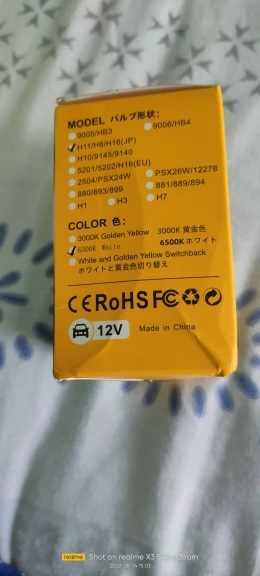 MODEL バルブ形状:
9005/HB3 9006/HB4
H11/H8/H16(JP)
H10/9145/9140
5201/5202/H16(EU)
2504/PSX24W PSX26W/12278
880/893/899 881/889/894
H1 H3 H7
COLOR 色:
3000K Golden Yellow 3000K 黄金色
6500K White 6500K ホワイト
White and Golden Yellow Switchback
ホワイトと黄金色切り替え
CE RoHS FC
12V Made in China
realme Shot on realme X3 SuperZoom